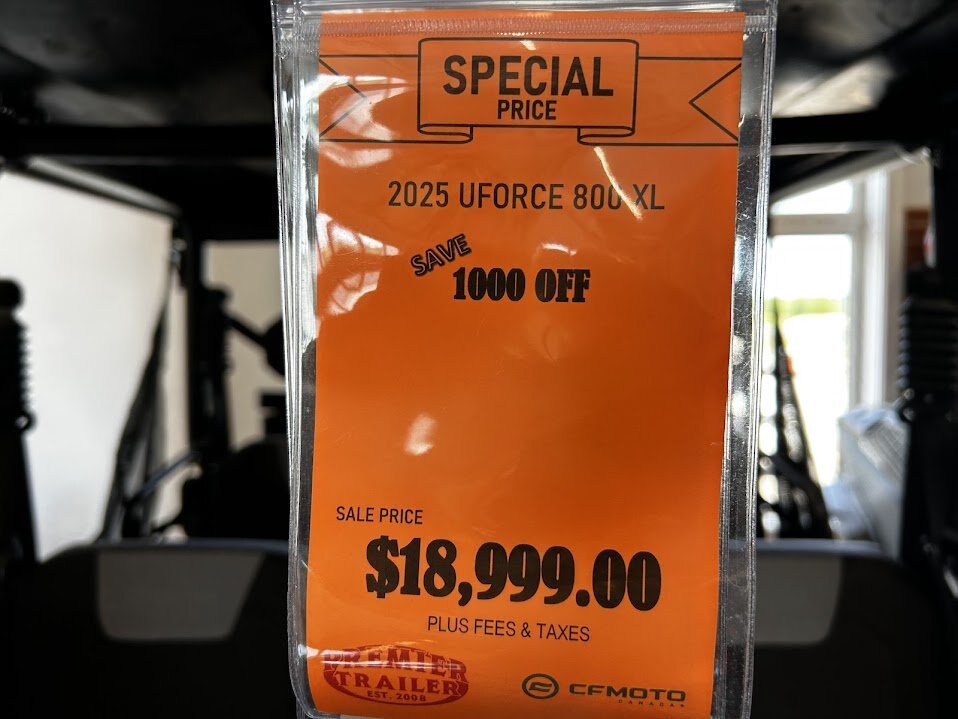 SPECIAL
PRICE
2025 UFORCE 800 XL
SAVE
1000 OFF
SALE PRICE
$18,999.00
PLUS FEES & TAXES
PREMIER
TRAILER
EST. 2008
CFMOTO
CANADA